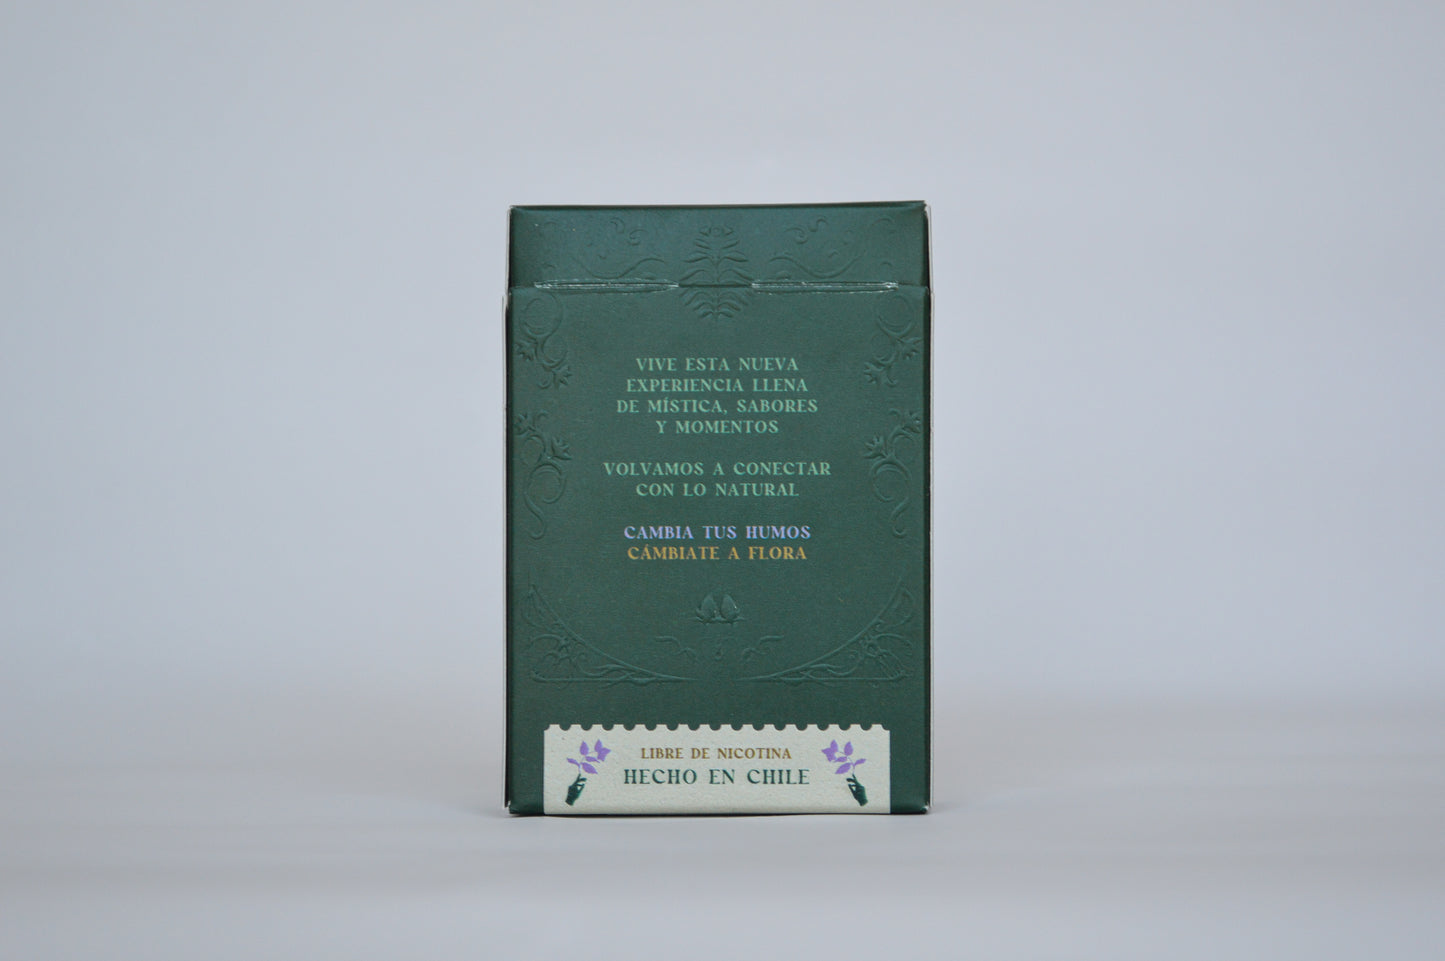 VIVE ESTA NUEVA
EXPERIENCIA LLENA
DE MÍSTICA, SABORES
Y MOMENTOS
VOLVAMOS A CONECTAR
CON LO NATURAL
CAMBIA TUS HUMOS
CÁMBIATE A FLORA
LIBRE DE NICOTINA
HECHO EN CHILE